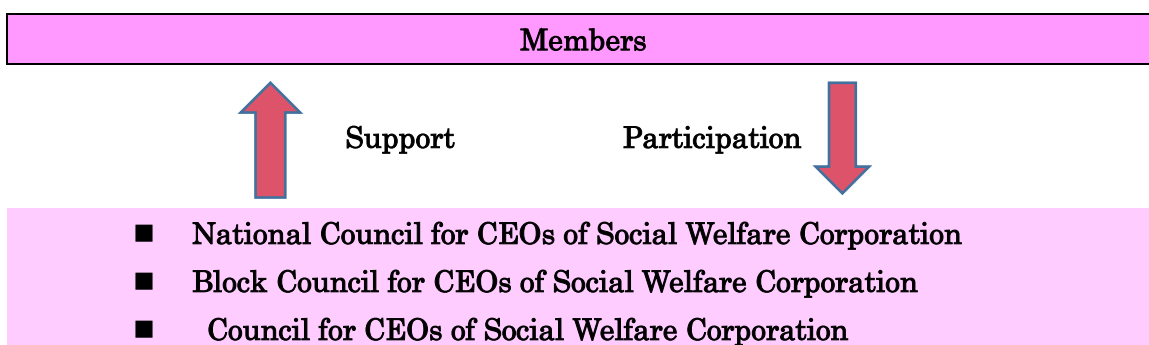 Members
Support Participation
■ National Council for CEOs of Social Welfare Corporation
■ Block Council for CEOs of Social Welfare Corporation
■ Council for CEOs of Social Welfare Corporation